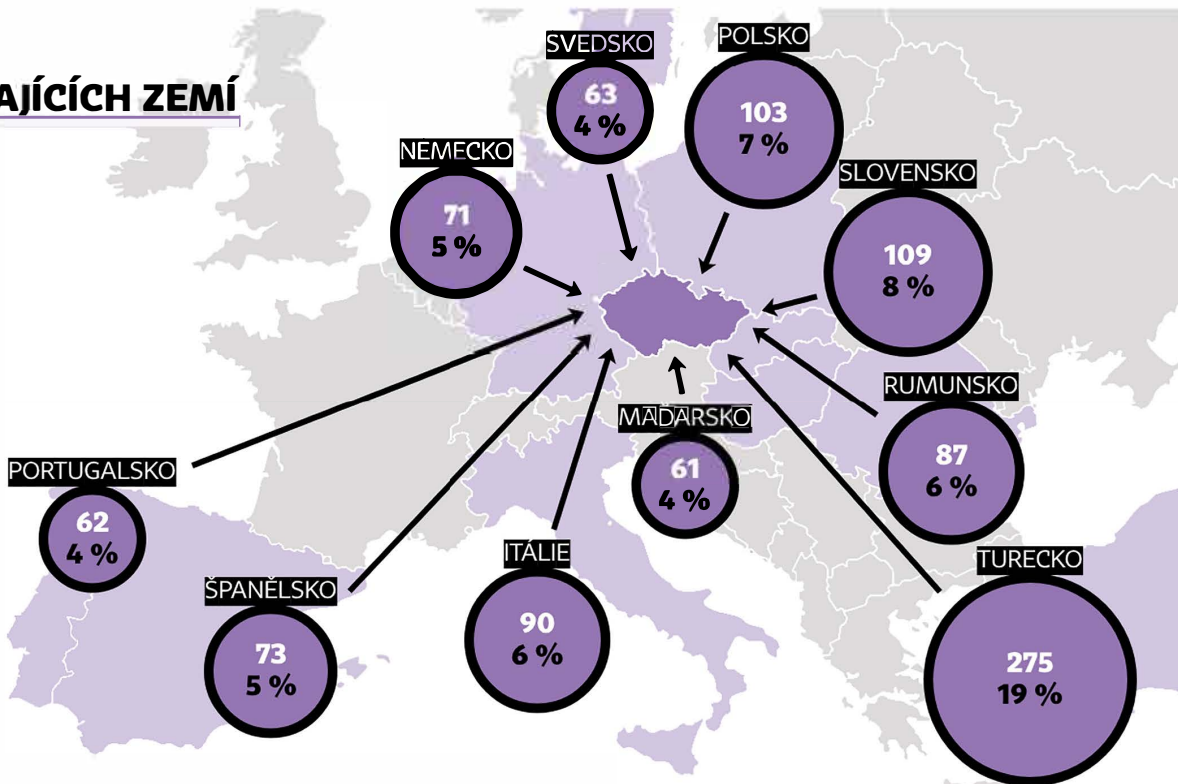 AJÍCÍCH ZEMÍ
SVEDSKO
63
4 %
POLSKO
103
7 %
NEMECKO
71
5 %
SLOVENSKO
109
8 %
RUMUNSKO
87
6 %
MAĎARSKO
61
4 %
PORTUGALSKO
62
4 %
ŠPANĚLSKO
73
5 %
ITÁLIE
90
6 %
TURECKO
275
19 %